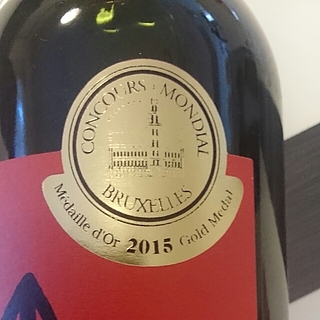 CONCOURS MONDIAL
BRUXELLES
Médaille d'Or 2015 Gold Medal